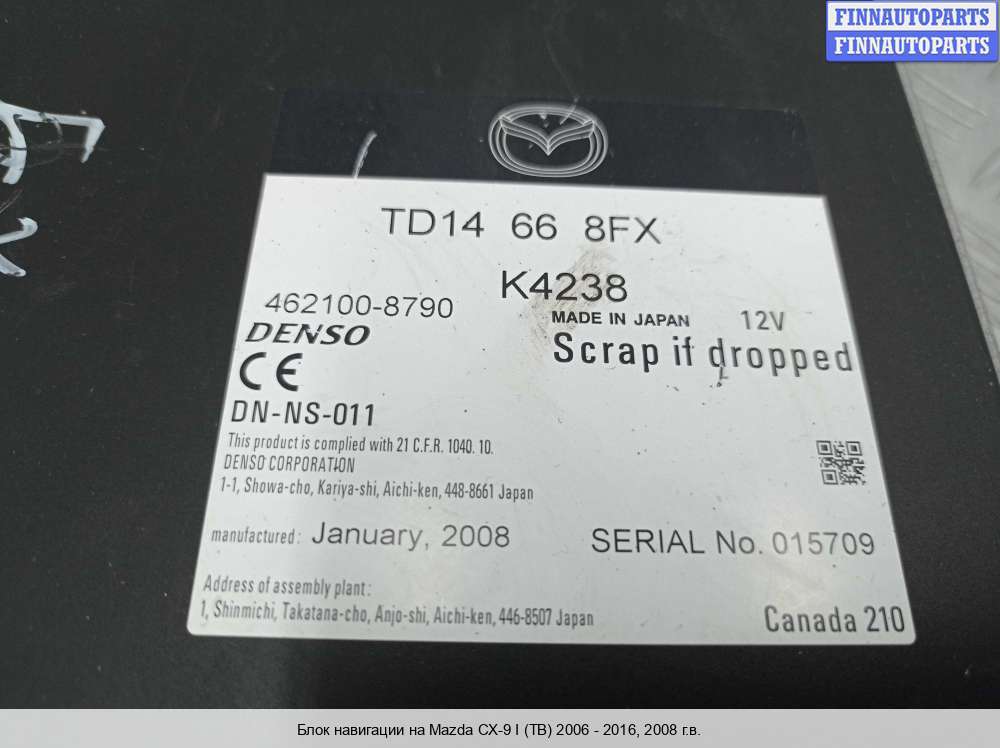 FINNAUTOPARTS
FINNAUTOPARTS
TD14 66 8FX
K4238
462100-8790
MADE IN JAPAN 12V
DENSO
Scrap if dropped
CE
DN-NS-011
This product is complied with 21 C.F.R. 1040. 10.
DENSO CORPORATION
1-1, Showa-cho, Kariya-shi, Aichi-ken, 448-8661 Japan
manufactured: January, 2008
SERIAL No. 015709
Address of assembly plant:
1, Shinmichi, Takatana-cho, Anjo-shi, Aichi-ken, 446-8507 Japan
Canada 210
Блок навигации на Mazda CX-9 I (TB) 2006 - 2016, 2008 г.в.